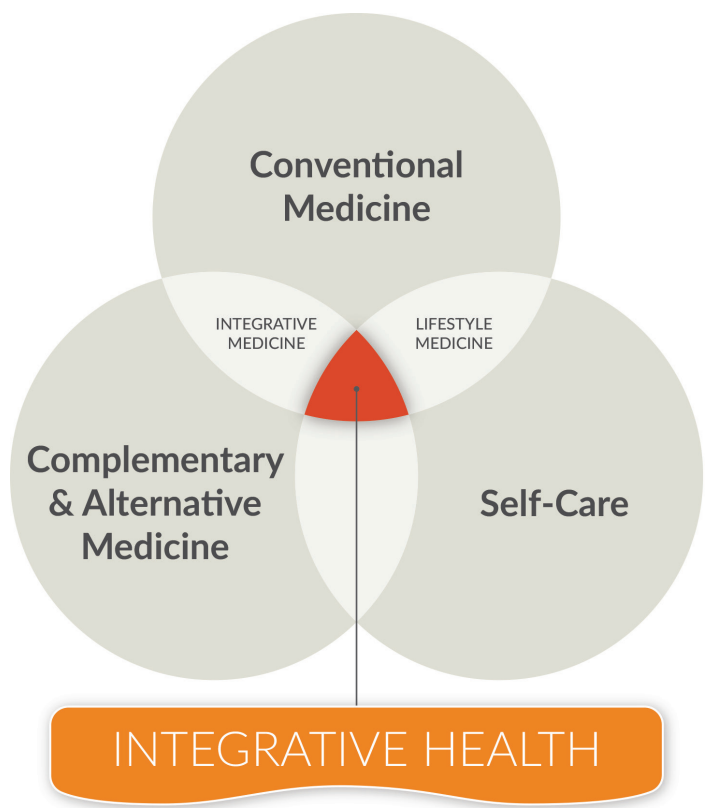 Conventional
Medicine
INTEGRATIVE
MEDICINE
LIFESTYLE
MEDICINE
Complementary
& Alternative
Medicine
Self-Care
INTEGRATIVE HEALTH